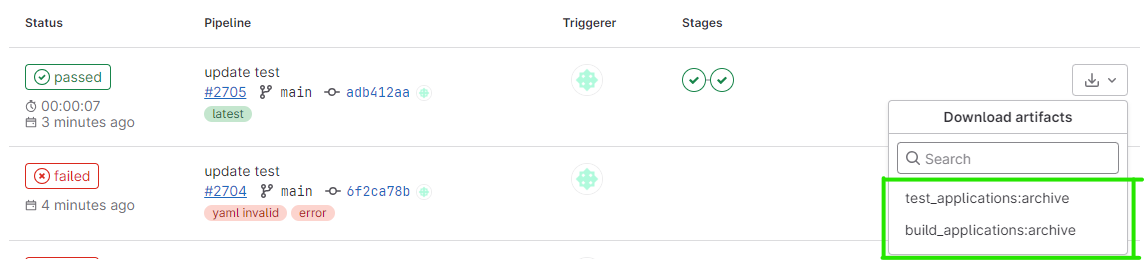 Status Pipeline Triggerer Stages
passed
00:00:07
3 minutes ago
update test
#2705 main adb412aa
latest
Download artifacts
Search
test_applications:archive
build_applications:archive
failed
4 minutes ago
update test
#2704 main 6f2ca78b
yaml invalid error